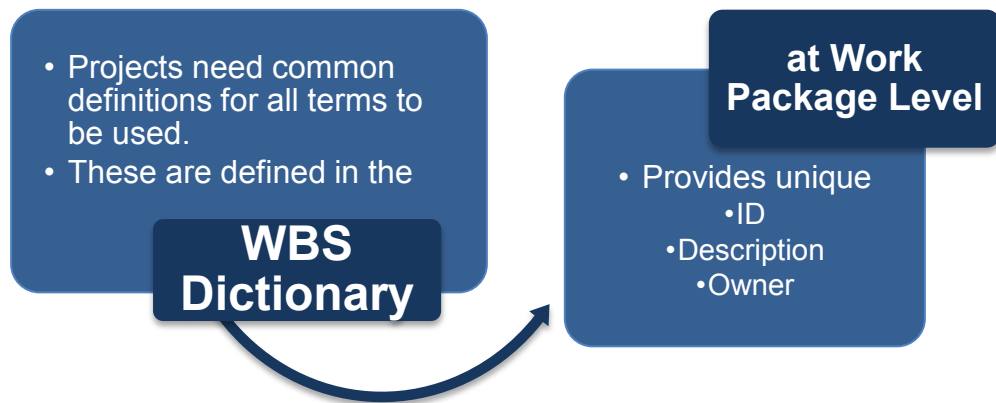 • Projects need common
definitions for all terms to
be used.
• These are defined in the
WBS
Dictionary
at Work
Package Level
• Provides unique
•ID
•Description
•Owner